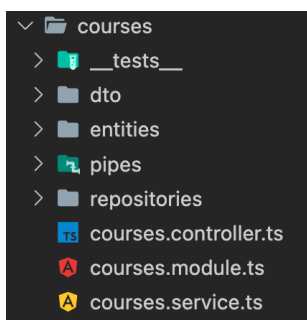 courses
__tests__
dto
entities
pipes
repositories
TS courses.controller.ts
A courses.module.ts
A courses.service.ts